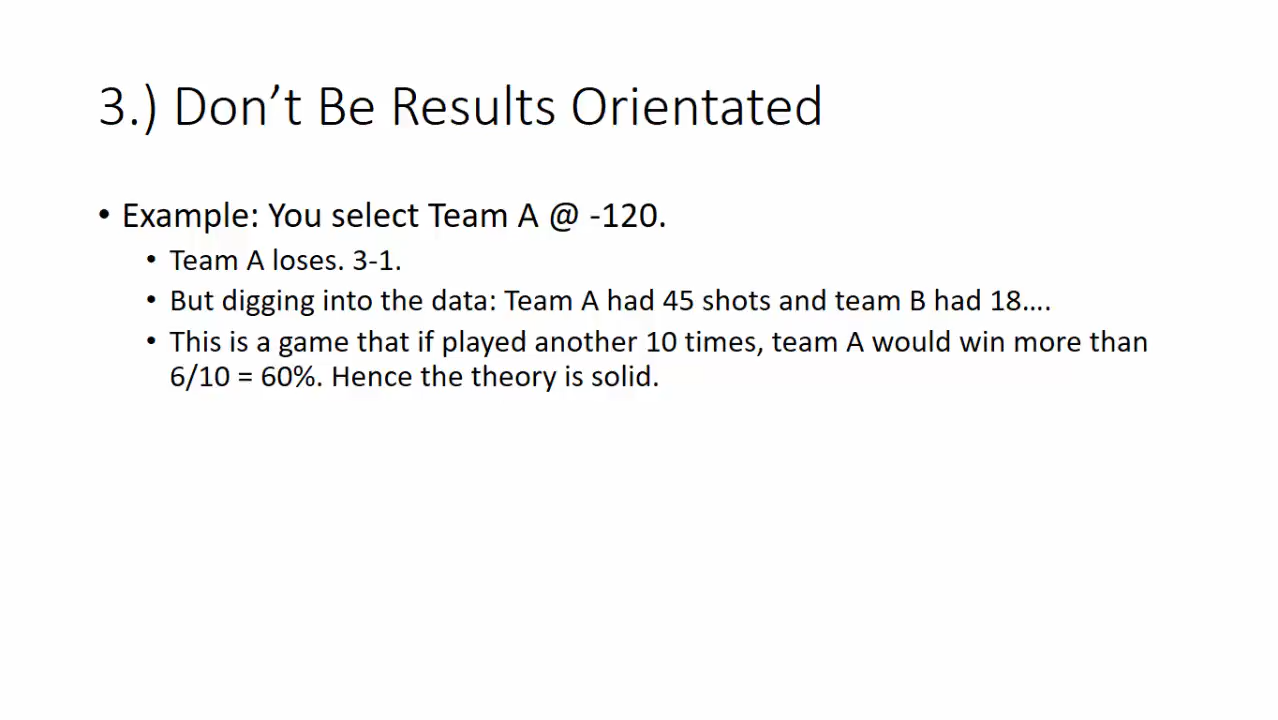 3.) Don’t Be Results Orientated
• Example: You select Team A @ -120.
• Team A loses. 3-1.
• But digging into the data: Team A had 45 shots and team B had 18….
• This is a game that if played another 10 times, team A would win more than
6/10 = 60%. Hence the theory is solid.